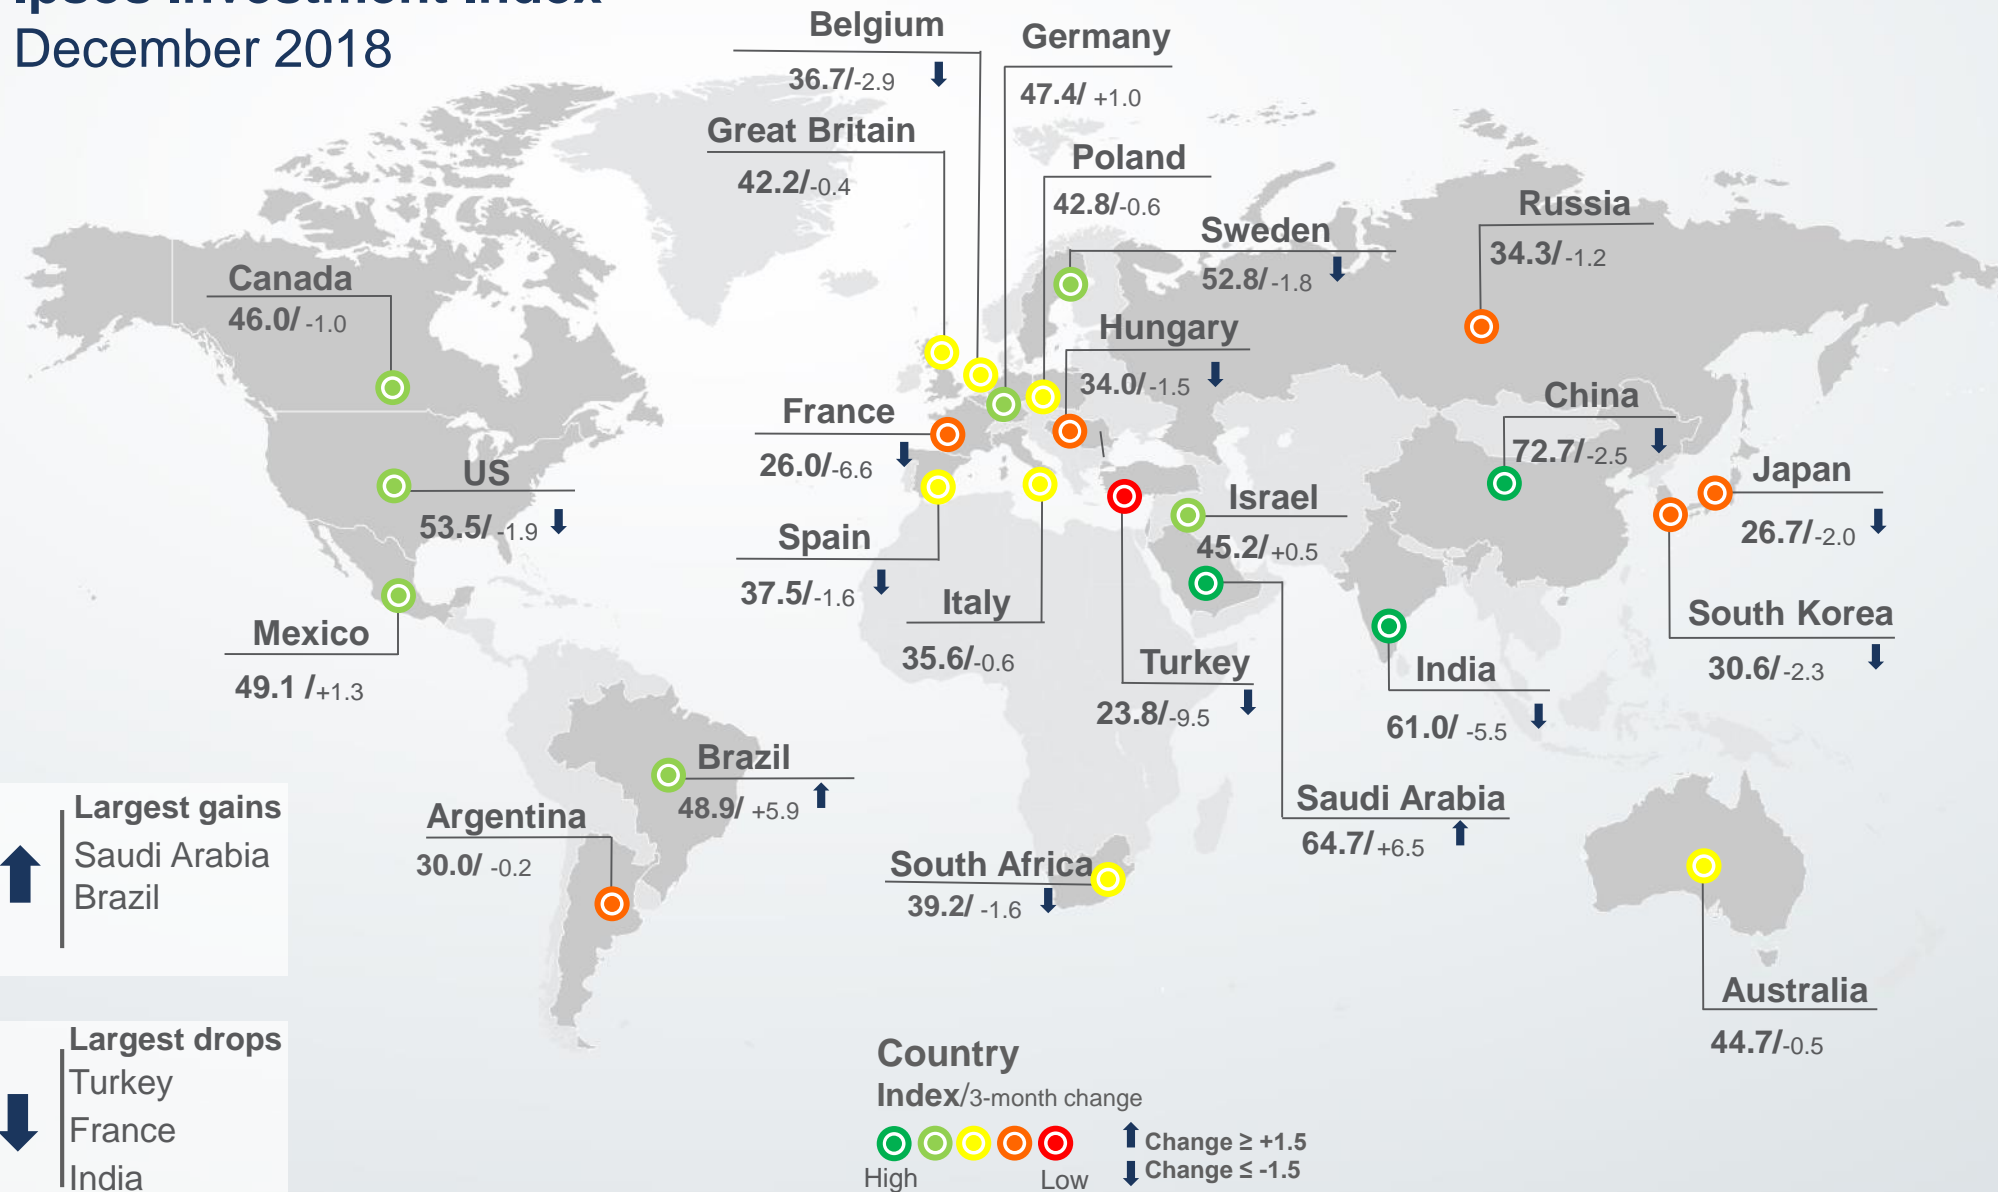 Ipsos Investment Index
December 2018
Belgium
36.7/-2.9
Germany
47.4/ +1.0
Great Britain
42.2/-0.4
Poland
42.8/-0.6
Sweden
52.8/-1.8
Russia
34.3/-1.2
Canada
46.0/ -1.0
Hungary
34.0/-1.5
China
72.7/-2.5
France
26.0/-6.6
US
53.5/-1.9
Japan
26.7/-2.0
Israel
45.2/+0.5
Spain
37.5/-1.6
Italy
35.6/-0.6
South Korea
30.6/-2.3
Mexico
49.1 /+1.3
Turkey
23.8/-9.5
India
61.0/ -5.5
Brazil
48.9/ +5.9
Saudi Arabia
64.7/+6.5
Argentina
30.0/ -0.2
South Africa
39.2/ -1.6
Australia
44.7/-0.5
Largest gains
Saudi Arabia
Brazil
Largest drops
Turkey
France
India
Country
Index/3-month change
High
Low
Change ≥ +1.5
Change ≤ -1.5